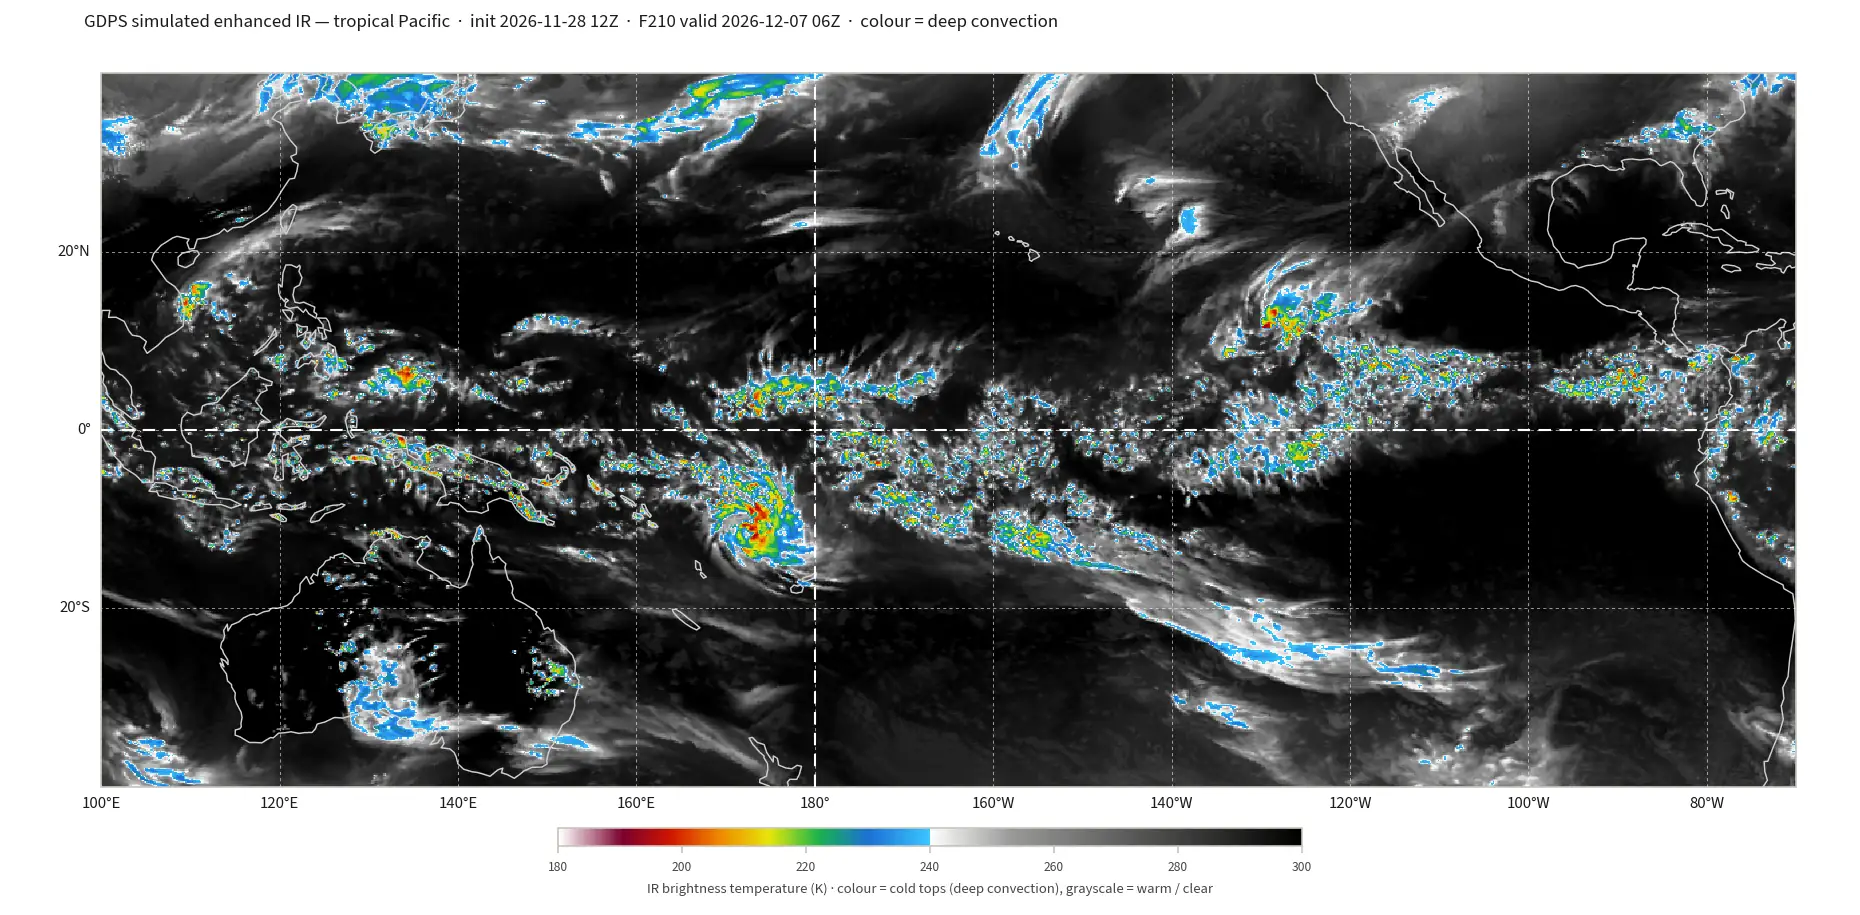 GDPS simulated enhanced IR — tropical Pacific · init 2026-11-28 12Z · F210 valid 2026-12-07 06Z · colour = deep convection
20°N
0°
20°S
100°E 120°E 140°E 160°E 180° 160°W 140°W 120°W 100°W 80°W
180 200 220 240 260 280 300
IR brightness temperature (K) · colour = cold tops (deep convection), grayscale = warm / clear